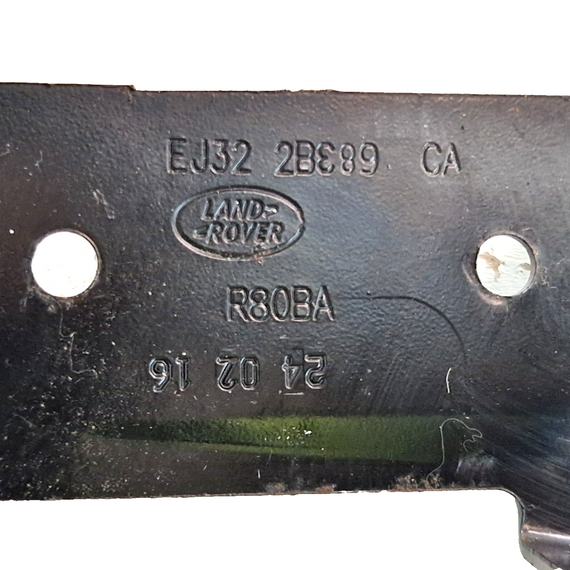 EJ32 2B389 CA
LAND-
-ROVER
R80BA
24 02 16